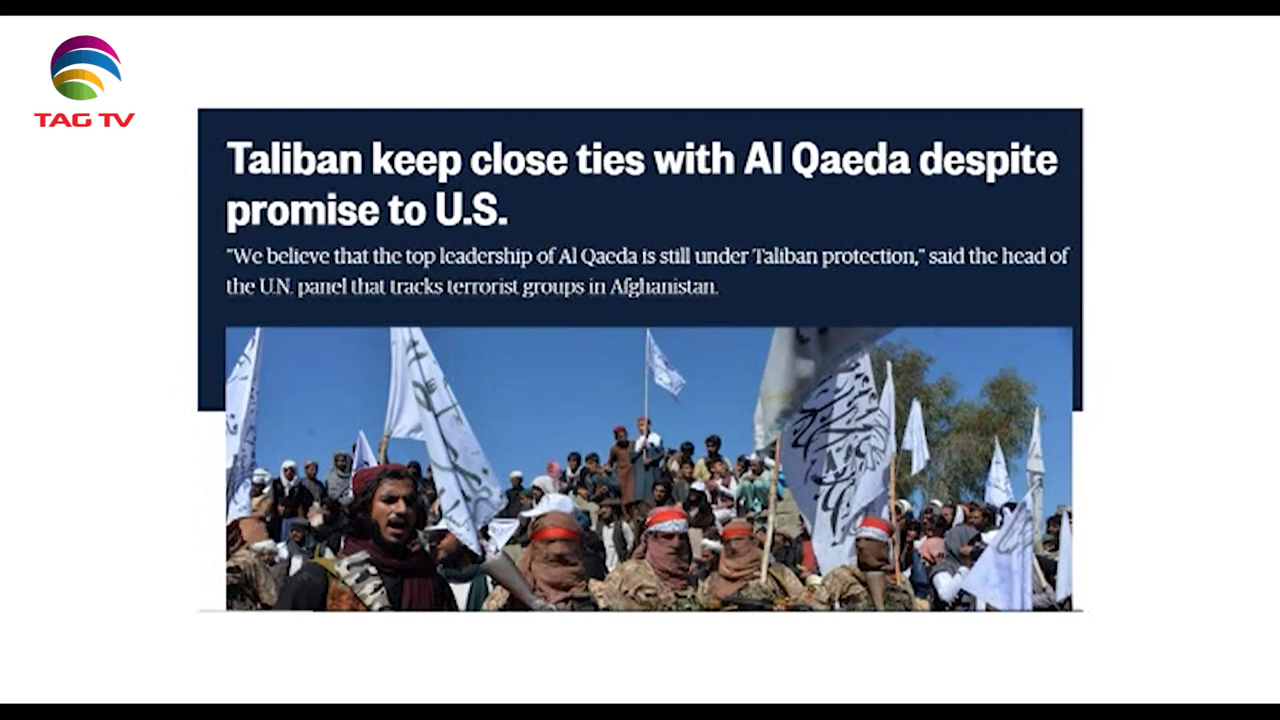 TAG TV
Taliban keep close ties with Al Qaeda despite
promise to U.S.
"We believe that the top leadership of Al Qaeda is still under Taliban protection," said the head of
the U.N. panel that tracks terrorist groups in Afghanistan.